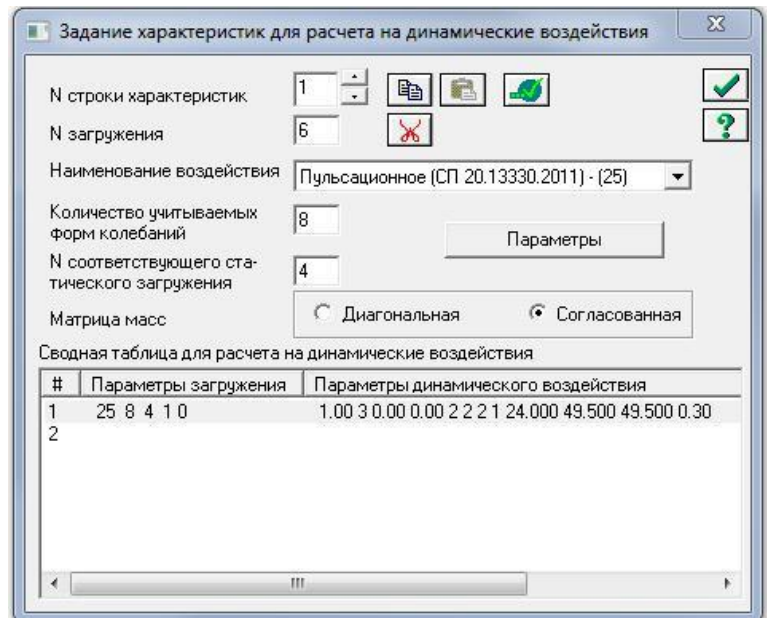 Задание характеристик для расчета на динамические воздействия
N строки характеристик 1
N загружения 6
Наименование воздействия Пульсационное (СП 20.13330.2011) - (25)
Количество учитываемых
форм колебаний 8
Параметры
N соответствующего ста-
тического загружения 4
Матрица масс Диагональная Согласованная
Сводная таблица для расчета на динамические воздействия
# Параметры загружения Параметры динамического воздействия
1 25 8 4 1 0 1.00 3 0.00 0.00 2 2 2 1 24.000 49.500 49.500 0.30
2